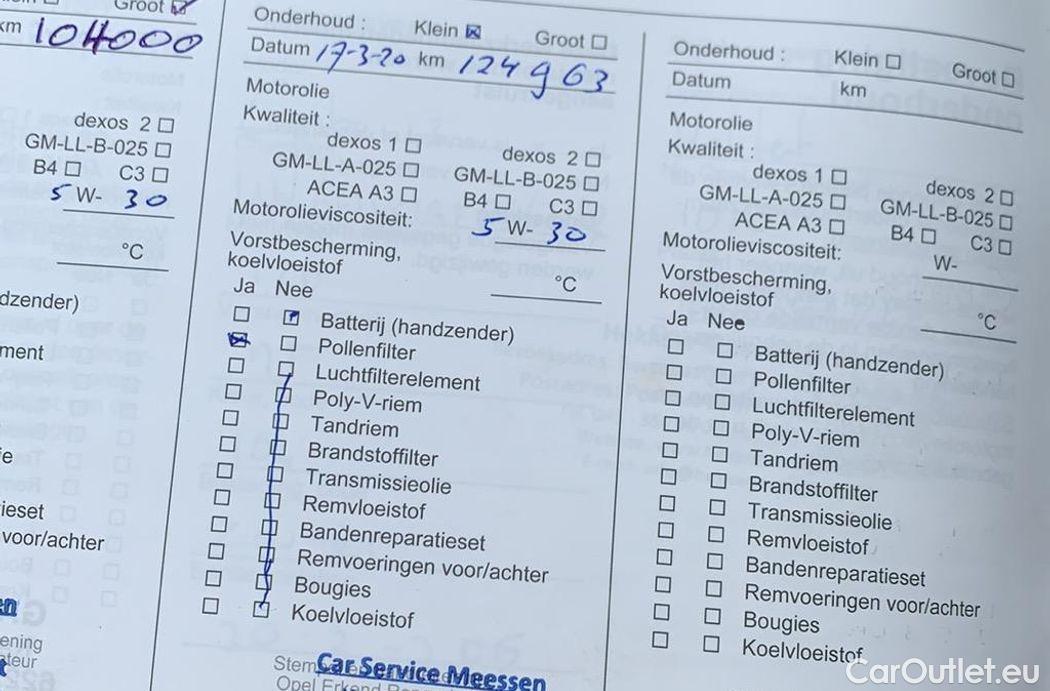 Groot
km 104000
dexos 2
GM-LL-B-025
B4 C3
5 W- 30
°C
dzender)
ment
ieset
voor/achter
ening
ateur
Onderhoud : Klein Groot
Datum 17-3-20 km 124963
Motorolie
Kwaliteit :
dexos 1 dexos 2
GM-LL-A-025 GM-LL-B-025
ACEA A3 B4 C3
Motorolieviscositeit: 5 W- 30
Vorstbescherming,
koelvloeistof °C
Ja Nee
Batterij (handzender)
Pollenfilter
Luchtfilterelement
Poly-V-riem
Tandriem
Brandstoffilter
Transmissieolie
Remvloeistof
Bandenreparatieset
Remvoeringen voor/achter
Bougies
Koelvloeistof
Car Service Meessen
Onderhoud : Klein Groot
Datum km
Motorolie
Kwaliteit :
dexos 1 dexos 2
GM-LL-A-025 GM-LL-B-025
ACEA A3 B4 C3
Motorolieviscositeit: W-
Vorstbescherming,
koelvloeistof °C
Ja Nee
Batterij (handzender)
Pollenfilter
Luchtfilterelement
Poly-V-riem
Tandriem
Brandstoffilter
Transmissieolie
Remvloeistof
Bandenreparatieset
Remvoeringen voor/achter
Bougies
Koelvloeistof
CarOutlet.eu